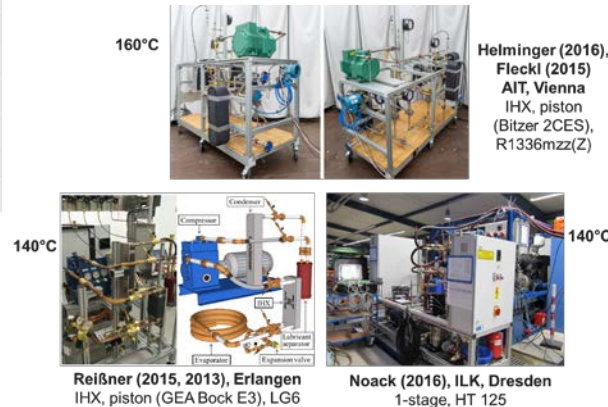 160°C
Helminger (2016),
Fleckl (2015)
AIT, Vienna
IHX, piston
(Bitzer 2CES),
R1336mzz(Z)
140°C
Condenser
Compressor
IHX
Lubricant
separator
Evaporator
Expansion valve
140°C
Reißner (2015, 2013), Erlangen
IHX, piston (GEA Bock E3), LG6
Noack (2016), ILK, Dresden
1-stage, HT 125